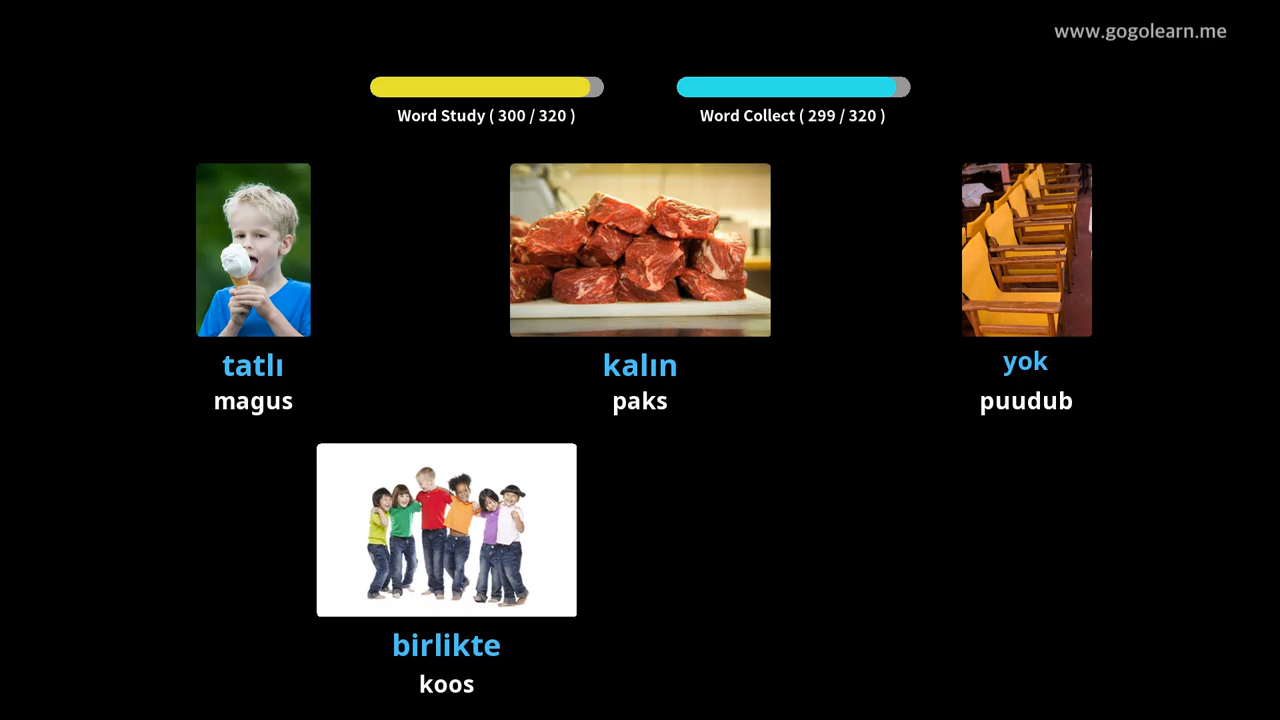 www.gogolearn.me
Word Study ( 300 / 320 )
Word Collect ( 299 / 320 )
tatlı
magus
kalın
paks
yok
puudub
birlikte
koos